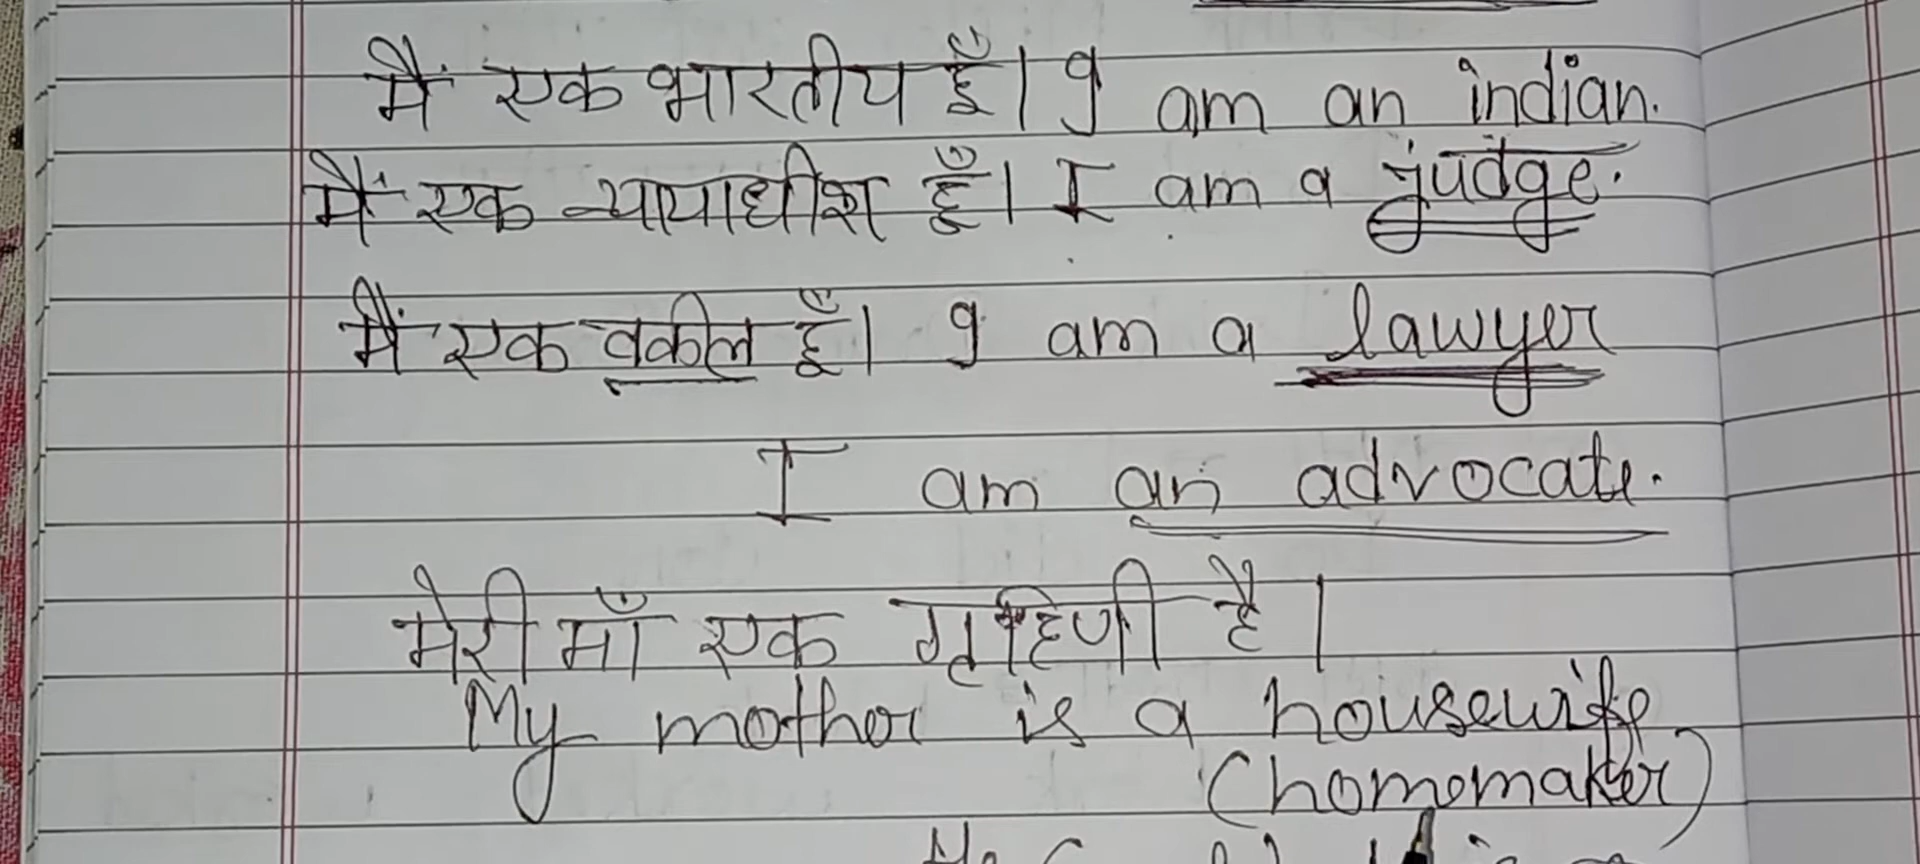 मैं एक भारतीय हूँ। I am an indian.
मैं एक न्यायाधीश हूँ। I am a judge.
मैं एक वकील हूँ। I am a lawyer
I am an advocate.
मेरी माँ एक गृहिणी है।
My mother is a housewife
(homemaker)